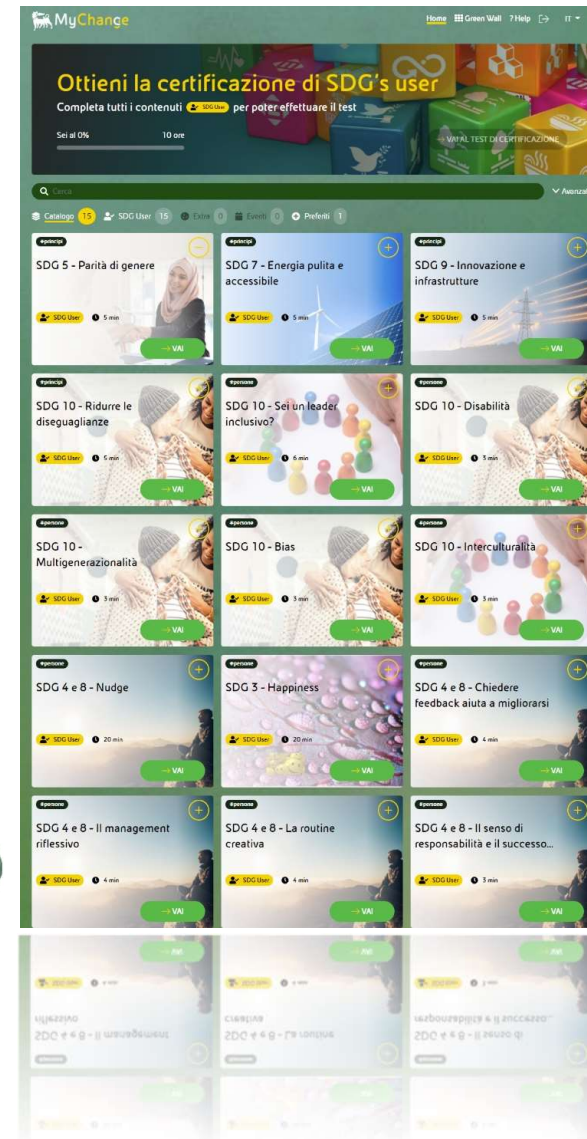 MyChange
Home Green Wall ? Help IT
Ottieni la certificazione di SDG's user
Completa tutti i contenuti SDG User per poter effettuare il test
Sei al 0% 10 ore
→ VAI AL TEST DI CERTIFICAZIONE
Cerca
Avanzate
Catalogo 15 SDG User 15 Extra 0 Eventi 0 Preferiti 1
#principi
SDG 5 - Parità di genere
SDG User 5 min
→ VAI
#principi
SDG 7 - Energia pulita e
accessibile
SDG User 5 min
→ VAI
#principi
SDG 9 - Innovazione e
infrastrutture
SDG User 5 min
→ VAI
#principi
SDG 10 - Ridurre le
diseguaglianze
SDG User 5 min
→ VAI
#persone
SDG 10 - Sei un leader
inclusivo?
SDG User 6 min
→ VAI
#persone
SDG 10 - Disabilità
SDG User 3 min
→ VAI
#persone
SDG 10 -
Multigenerazionalità
SDG User 3 min
→ VAI
#persone
SDG 10 - Bias
SDG User 3 min
→ VAI
#persone
SDG 10 - Interculturalità
SDG User 3 min
→ VAI
#persone
SDG 4 e 8 - Nudge
SDG User 20 min
→ VAI
#persone
SDG 3 - Happiness
SDG User 20 min
→ VAI
#persone
SDG 4 e 8 - Chiedere
feedback aiuta a migliorarsi
SDG User 4 min
→ VAI
#persone
SDG 4 e 8 - Il management
riflessivo
SDG User 4 min
→ VAI
#persone
SDG 4 e 8 - La routine
creativa
SDG User 4 min
→ VAI
#persone
SDG 4 e 8 - Il senso di
responsabilità e il successo...
SDG User 3 min
→ VAI